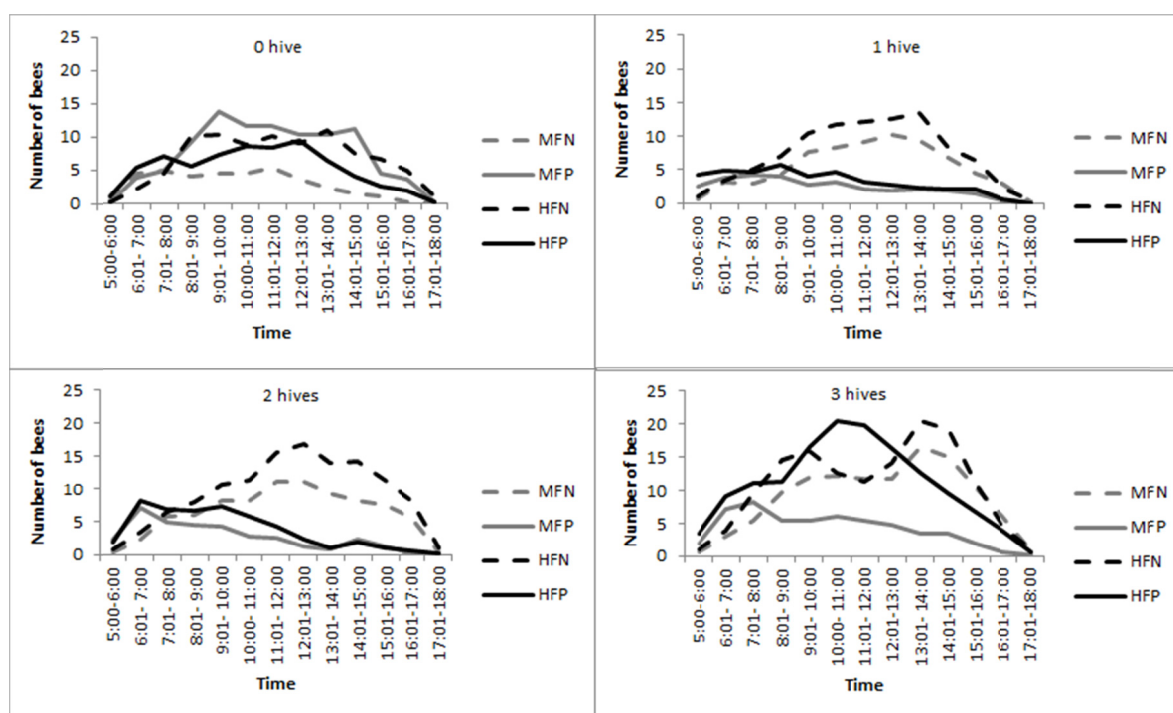 0 hive
Number of bees
25
20
15
10
5
0
5:00-6:00
6:01- 7:00
7:01- 8:00
8:01- 9:00
9:01- 10:00
10:00-11:00
11:01-12:00
12:01-13:00
13:01- 14:00
14:01-15:00
15:01-16:00
16:01-17:00
17:01-18:00
Time
MFN
MFP
HFN
HFP
1 hive
Number of bees
25
20
15
10
5
0
5:00-6:00
6:01- 7:00
7:01- 8:00
8:01- 9:00
9:01- 10:00
10:00-11:00
11:01-12:00
12:01-13:00
13:01- 14:00
14:01-15:00
15:01-16:00
16:01-17:00
17:01-18:00
Time
MFN
MFP
HFN
HFP
2 hives
Number of bees
25
20
15
10
5
0
5:00-6:00
6:01- 7:00
7:01- 8:00
8:01- 9:00
9:01- 10:00
10:00- 11:00
11:01- 12:00
12:01-13:00
13:01- 14:00
14:01-15:00
15:01-16:00
16:01-17:00
17:01-18:00
Time
MFN
MFP
HFN
HFP
3 hives
Numer of bees
25
20
15
10
5
0
5:00-6:00
6:01- 7:00
7:01- 8:00
8:01- 9:00
9:01- 10:00
10:00- 11:00
11:01-12:00
12:01-13:00
13:01- 14:00
14:01-15:00
15:01-16:00
16:01-17:00
17:01-18:00
Time
MFN
MFP
HFN
HFP